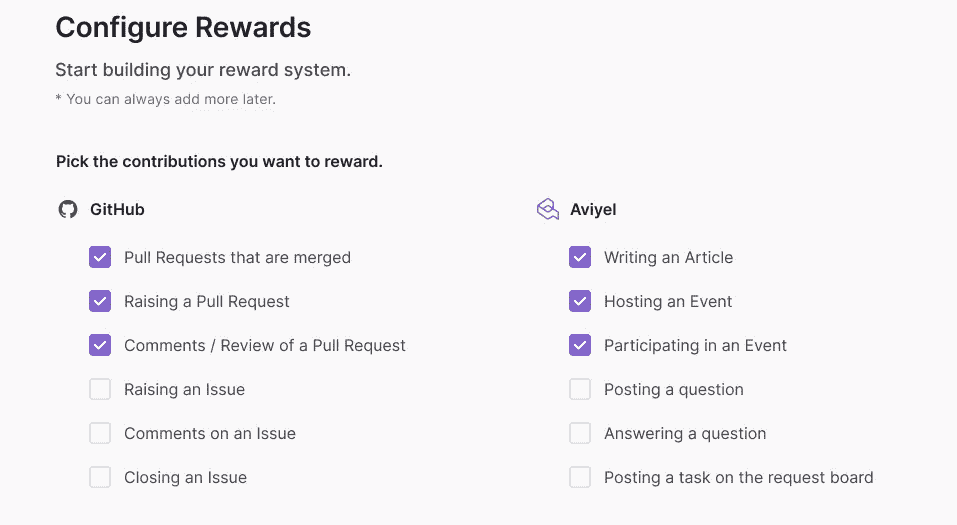 Configure Rewards
Start building your reward system.
* You can always add more later.
Pick the contributions you want to reward.
GitHub
Pull Requests that are merged
Raising a Pull Request
Comments / Review of a Pull Request
Raising an Issue
Comments on an Issue
Closing an Issue
Aviyel
Writing an Article
Hosting an Event
Participating in an Event
Posting a question
Answering a question
Posting a task on the request board